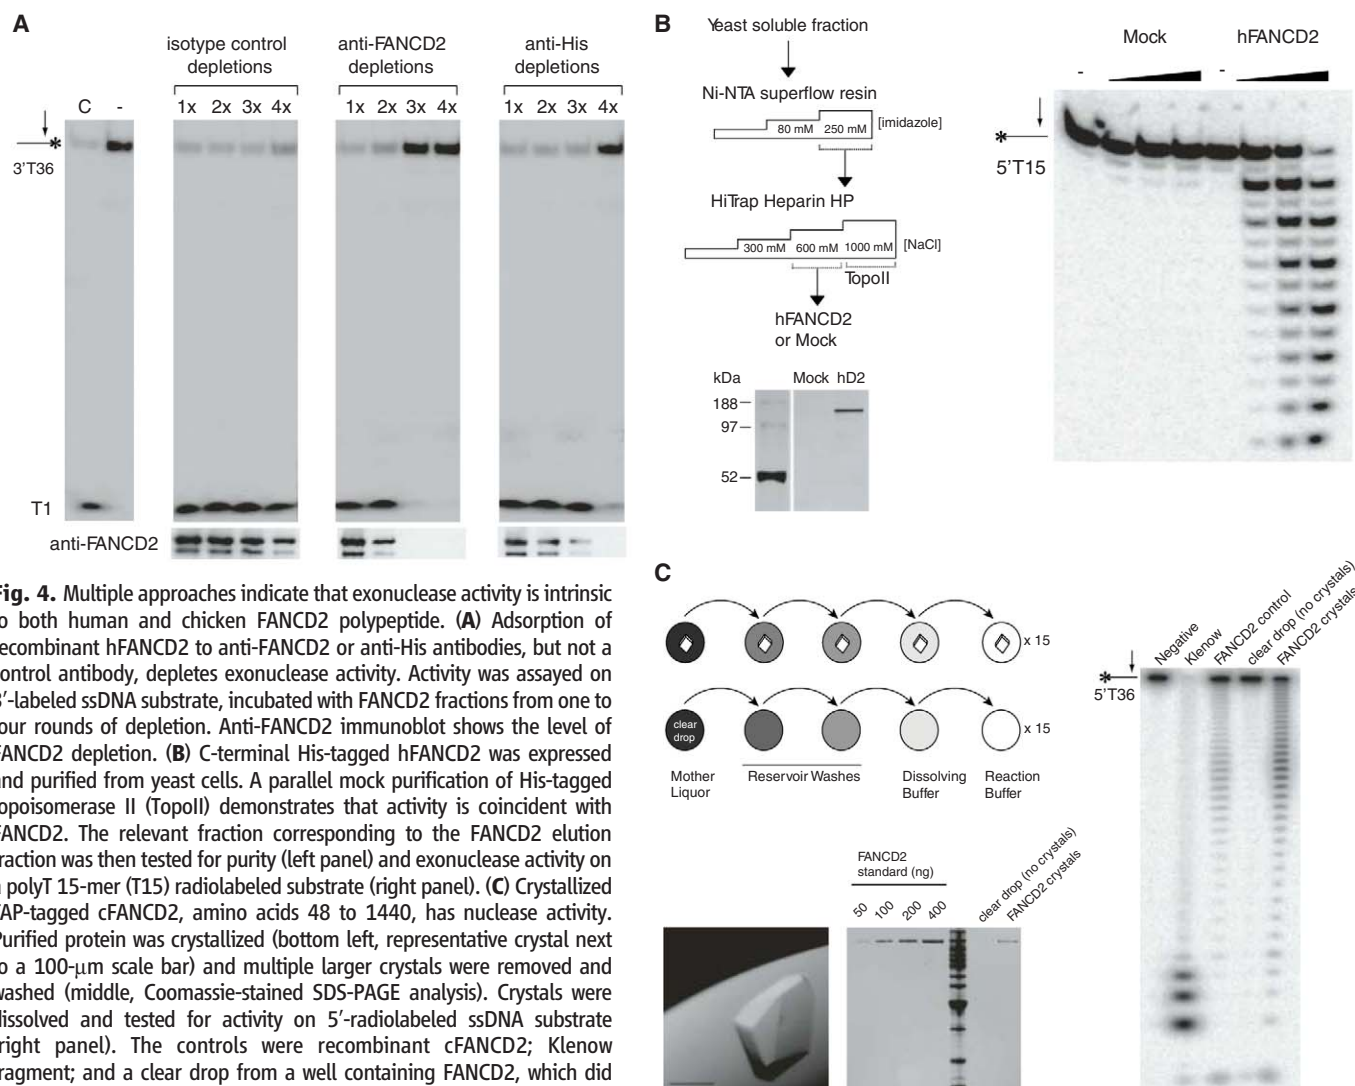 A
isotype control depletions
anti-FANCD2 depletions
anti-His depletions
C -
1x 2x 3x 4x
1x 2x 3x 4x
1x 2x 3x 4x
*
3'T36
T1
anti-FANCD2
Fig. 4. Multiple approaches indicate that exonuclease activity is intrinsic
to both human and chicken FANCD2 polypeptide. (A) Adsorption of
recombinant hFANCD2 to anti-FANCD2 or anti-His antibodies, but not a
control antibody, depletes exonuclease activity. Activity was assayed on
3′-labeled ssDNA substrate, incubated with FANCD2 fractions from one to
four rounds of depletion. Anti-FANCD2 immunoblot shows the level of
FANCD2 depletion. (B) C-terminal His-tagged hFANCD2 was expressed
and purified from yeast cells. A parallel mock purification of His-tagged
topoisomerase II (TopoII) demonstrates that activity is coincident with
FANCD2. The relevant fraction corresponding to the FANCD2 elution
fraction was then tested for purity (left panel) and exonuclease activity on
a polyT 15-mer (T15) radiolabeled substrate (right panel). (C) Crystallized
TAP-tagged cFANCD2, amino acids 48 to 1440, has nuclease activity.
Purified protein was crystallized (bottom left, representative crystal next
to a 100-μm scale bar) and multiple larger crystals were removed and
washed (middle, Coomassie-stained SDS-PAGE analysis). Crystals were
dissolved and tested for activity on 5′-radiolabeled ssDNA substrate
(right panel). The controls were recombinant cFANCD2; Klenow
fragment; and a clear drop from a well containing FANCD2, which did
B
Yeast soluble fraction
Ni-NTA superflow resin
80 mM 250 mM [imidazole]
HiTrap Heparin HP
300 mM 600 mM 1000 mM [NaCl]
TopoII
hFANCD2
or Mock
kDa Mock hD2
188
97
52
Mock hFANCD2
- -
*
5'T15
C
x 15
clear drop
x 15
Mother Liquor
Reservoir Washes
Dissolving Buffer
Reaction Buffer
FANCD2
standard (ng)
50 100 200 400
clear drop (no crystals)
FANCD2 crystals
Negative
Klenow
FANCD2 control
clear drop (no crystals)
FANCD2 crystals
*
5'T36